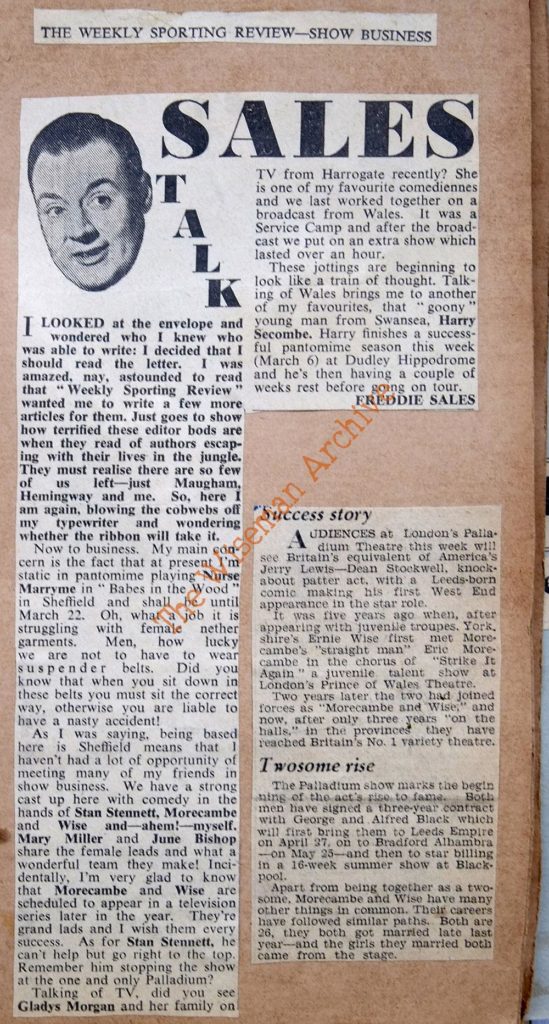 THE WEEKLY SPORTING REVIEW—SHOW BUSINESS
SALES
TALK
I LOOKED at the envelope and
wondered who I knew who
was able to write: I decided that I
should read the letter. I was
amazed, nay, astounded to read
that "Weekly Sporting Review"
wanted me to write a few more
articles for them. Just goes to show
how terrified these editor bods are
when they read of authors escap-
ing with their lives in the jungle.
They must realise there are so few
of us left—just Maugham,
Hemingway and me. So, here I
am again, blowing the cobwebs off
my typewriter and wondering
whether the ribbon will take it.
Now to business. My main con-
cern is the fact that at present I'm
static in pantomime playing Nurse
Marryme in "Babes in the Wood"
in Sheffield and shall be until
March 22. Oh, what a job it is
struggling with female nether
garments. Men, how lucky
we are not to have to wear
suspender belts. Did you
know that when you sit down in
these belts you must sit the correct
way, otherwise you are liable to
have a nasty accident!
As I was saying, being based
here is Sheffield means that I
haven't had a lot of opportunity of
meeting many of my friends in
show business. We have a strong
cast up here with comedy in the
hands of Stan Stennett, Morecambe
and Wise and—ahem!—myself.
Mary Miller and June Bishop
share the female leads and what a
wonderful team they make! Inci-
dentally, I'm very glad to know
that Morecambe and Wise are
scheduled to appear in a television
series later in the year. They're
grand lads and I wish them every
success. As for Stan Stennett, he
can't help but go right to the top.
Remember him stopping the show
at the one and only Palladium?
Talking of TV, did you see
Gladys Morgan and her family on
TV from Harrogate recently? She
is one of my favourite comediennes
and we last worked together on a
broadcast from Wales. It was a
Service Camp and after the broad-
cast we put on an extra show which
lasted over an hour.
These jottings are beginning to
look like a train of thought. Talk-
ing of Wales brings me to another
of my favourites, that "goony"
young man from Swansea, Harry
Secombe. Harry finishes a success-
ful pantomime season this week
(March 6) at Dudley Hippodrome
and he's then having a couple of
weeks rest before going on tour.
FREDDIE SALES
Success story
AUDIENCES at London's Palla-
dium Theatre this week will
see Britain's equivalent of America's
Jerry Lewis—Dean Stockwell, knock-
about patter act, with a Leeds-born
comic making his first West End
appearance in the star role.
It was five years ago when, after
appearing with juvenile troupes, York-
shire's Ernie Wise first met More-
cambe's "straight man" Eric More-
cambe in the chorus of "Strike It
Again" a juvenile talent show at
London's Prince of Wales Theatre.
Two years later the two had joined
forces as "Morecambe and Wise," and
now, after only three years "on the
halls," in the provinces they have
reached Britain's No. 1 variety theatre.
Twosome rise
The Palladium show marks the begin
ning of the act's rise to fame. Both
men have signed a three-year contract
with George and Alfred Black which
will first bring them to Leeds Empire
on April 27, on to Bradford Alhambra
—on May 25—and then to star billing
in a 16-week summer show at Black-
pool.
Apart from being together as a two-
some, Morecambe and Wise have many
other things in common. Their careers
have followed similar paths. Both are
26, they both got married late last
year—and the girls they married both
came from the stage.
The Wiseman Archive